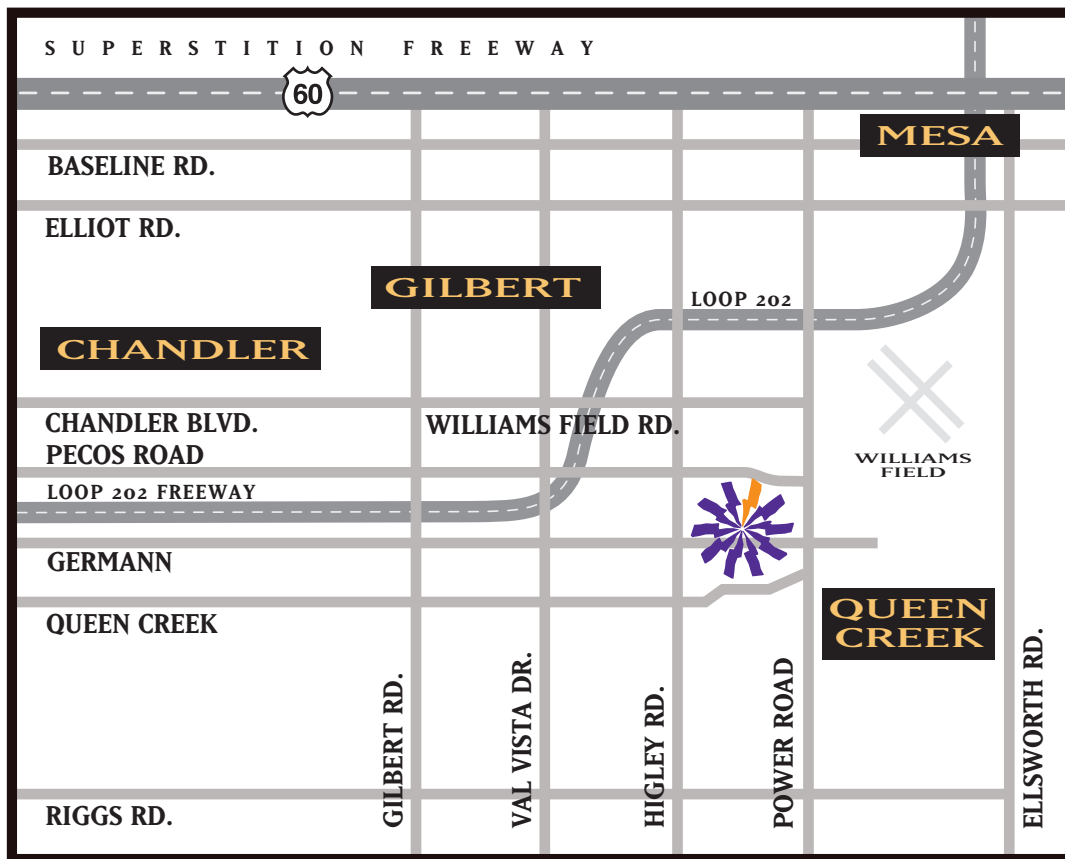 SUPERSTITION FREEWAY
60
MESA
BASELINE RD.
ELLIOT RD.
GILBERT
LOOP 202
CHANDLER
CHANDLER BLVD.
WILLIAMS FIELD RD.
PECOS ROAD
WILLIAMS
FIELD
LOOP 202 FREEWAY
GERMANN
QUEEN CREEK
QUEEN
CREEK
GILBERT RD.
VAL VISTA DR.
HIGLEY RD.
POWER ROAD
ELLSWORTH RD.
RIGGS RD.